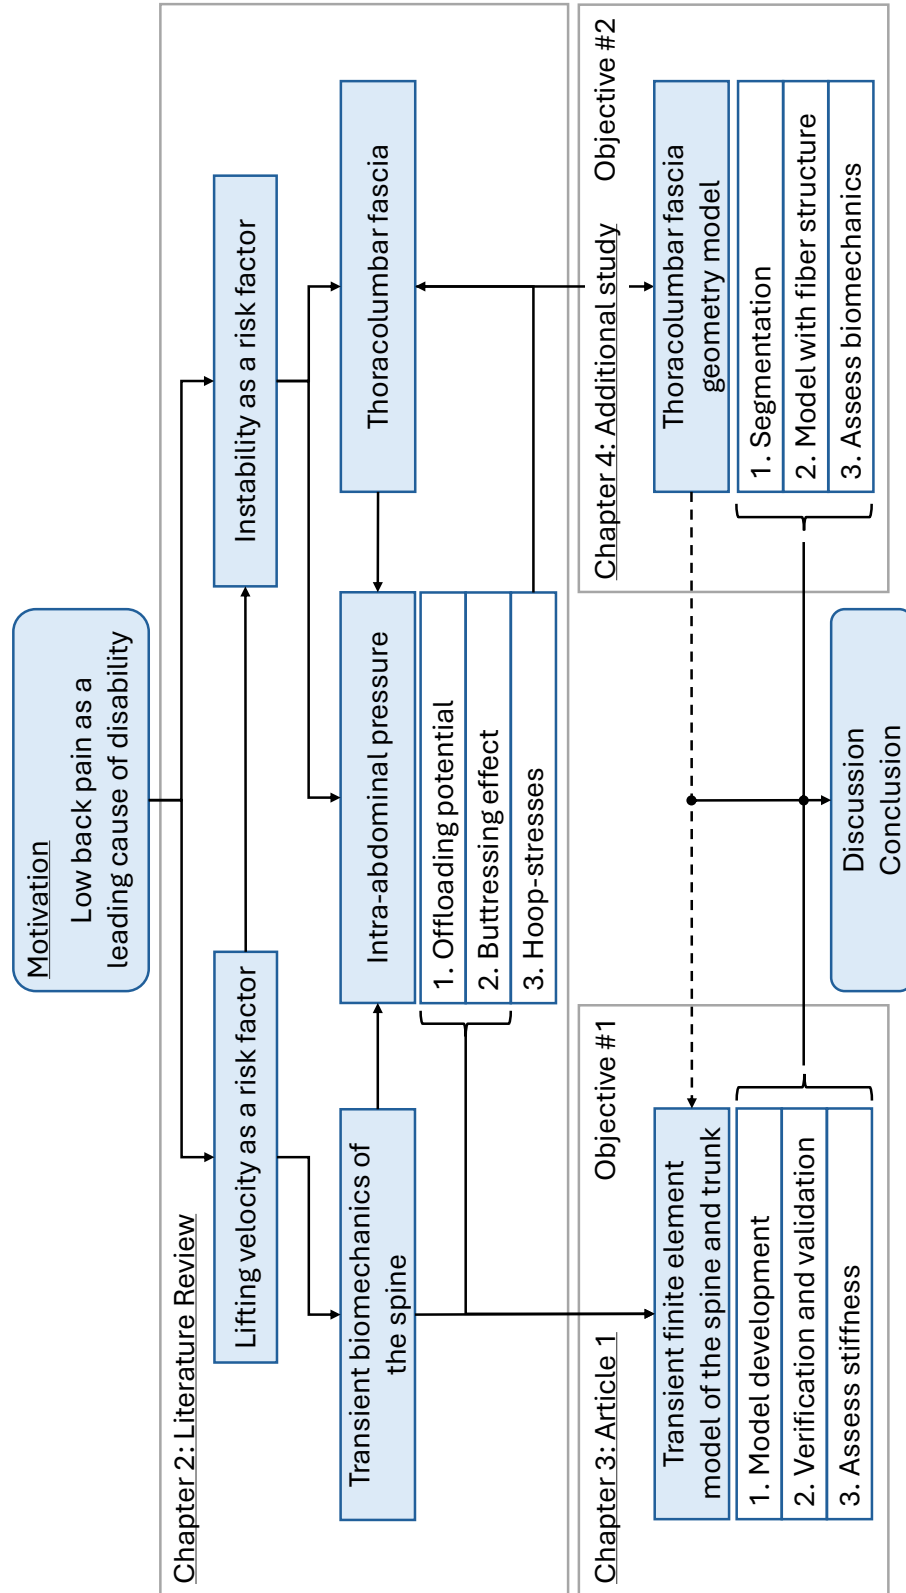 Motivation
Low back pain as a
leading cause of disability
Chapter 2: Literature Review
Lifting velocity as a risk factor
Instability as a risk factor
Transient biomechanics of
the spine
Intra-abdominal pressure
1. Offloading potential
2. Buttressing effect
3. Hoop-stresses
Thoracolumbar fascia
Chapter 3: Article 1
Objective #1
Transient finite element
model of the spine and trunk
1. Model development
2. Verification and validation
3. Assess stiffness
Chapter 4: Additional study
Objective #2
Thoracolumbar fascia
geometry model
1. Segmentation
2. Model with fiber structure
3. Assess biomechanics
Discussion
Conclusion